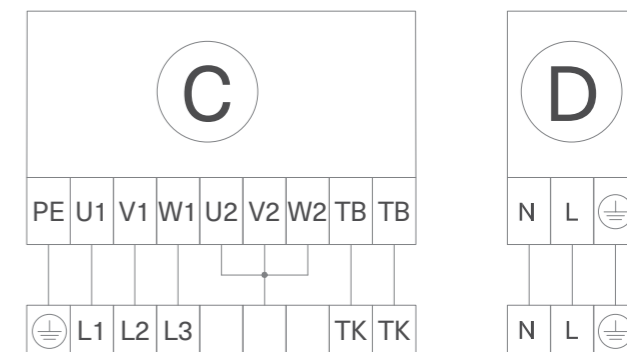 C D
PE U1 V1 W1 U2 V2 W2 TB TB N L
L1 L2 L3 TK TK N L